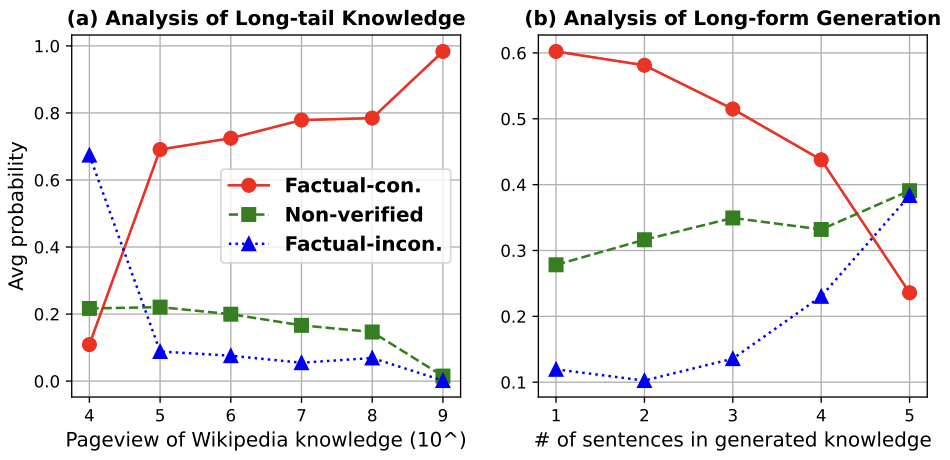 (a) Analysis of Long-tail Knowledge
1.0
0.8
0.6
0.4
0.2
0.0
Avg probability
Factual-con.
Non-verified
Factual-incon.
4 5 6 7 8 9
Pageview of Wikipedia knowledge (10^)
(b) Analysis of Long-form Generation
0.6
0.5
0.4
0.3
0.2
0.1
1 2 3 4 5
# of sentences in generated knowledge